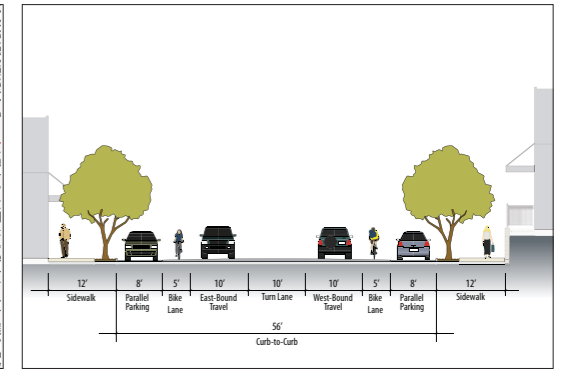 12' 8' 5' 10' 10' 10' 5' 8' 12'
Sidewalk Parallel Parking Bike Lane East-Bound Travel Turn Lane West-Bound Travel Bike Lane Parallel Parking Sidewalk
56'
Curb-to-Curb